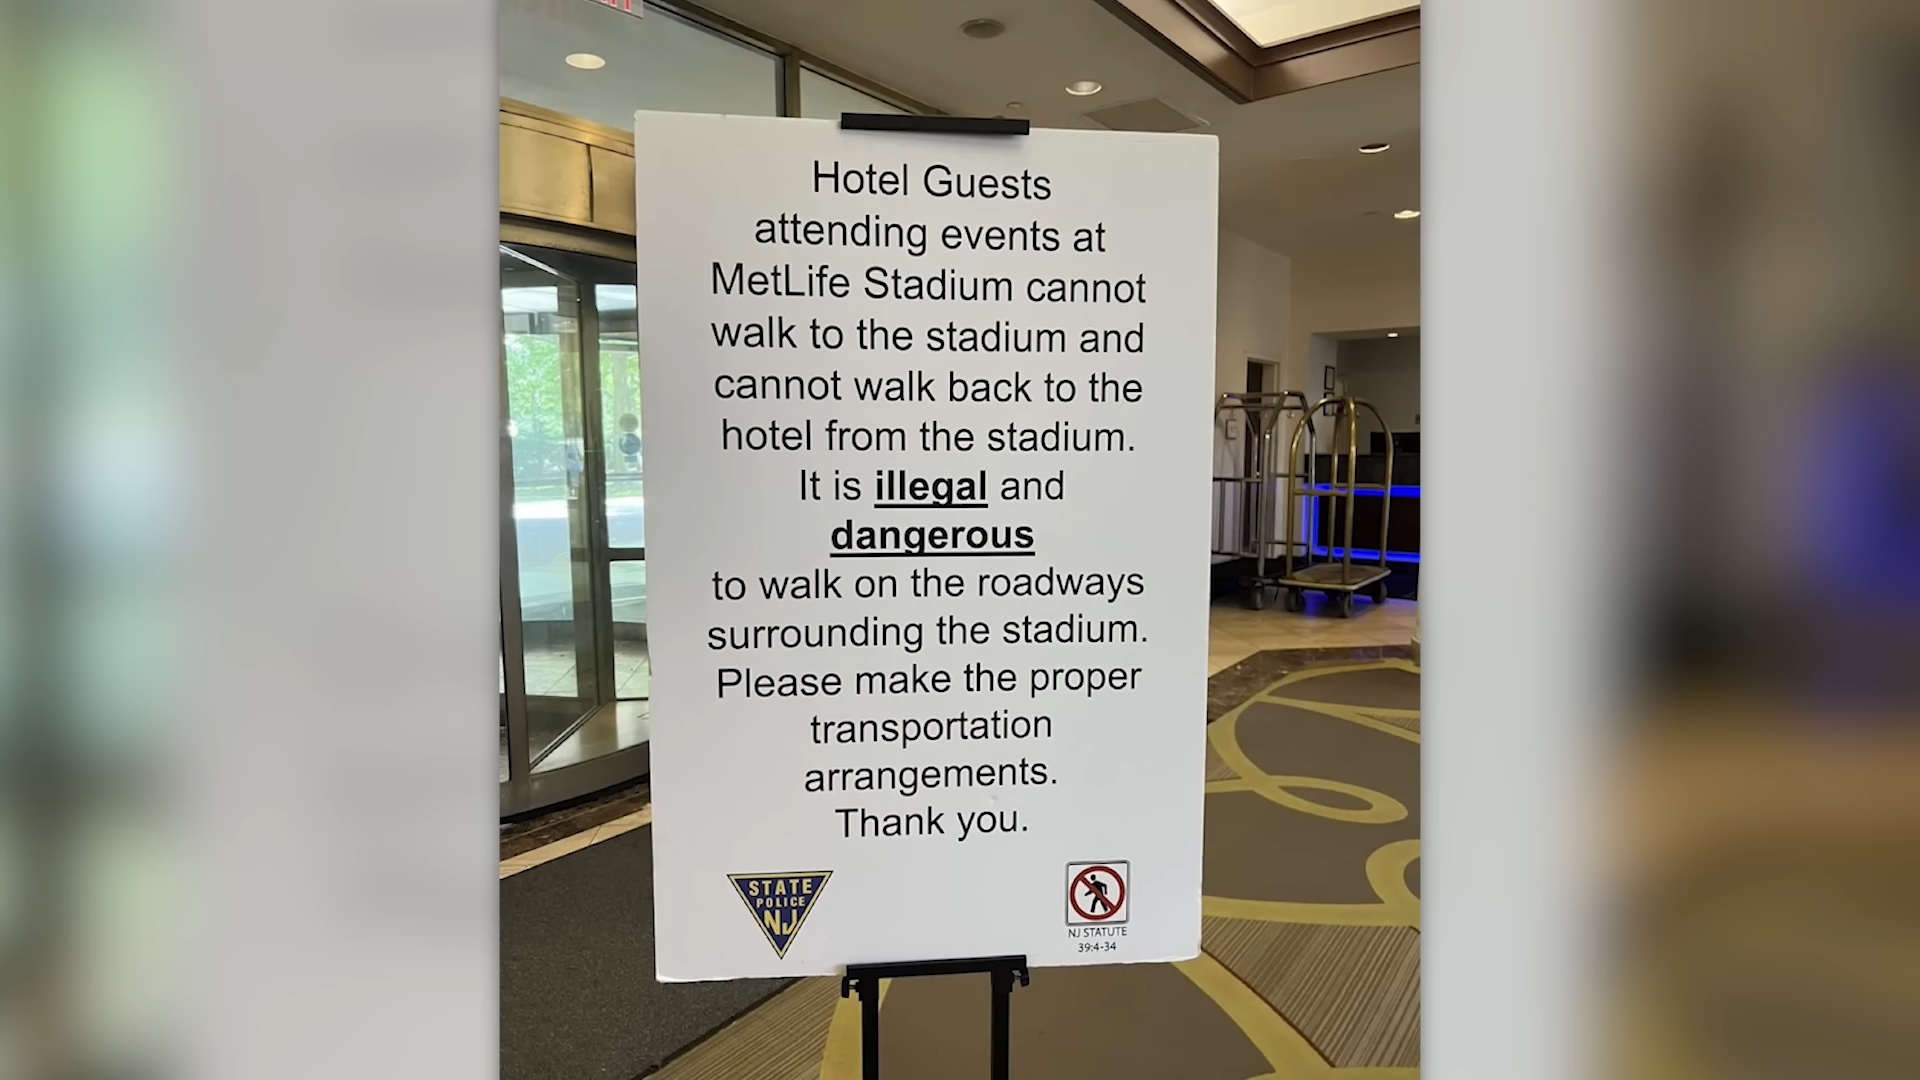 Hotel Guests
attending events at
MetLife Stadium cannot
walk to the stadium and
cannot walk back to the
hotel from the stadium.
It is illegal and
dangerous
to walk on the roadways
surrounding the stadium.
Please make the proper
transportation
arrangements.
Thank you.
STATE
POLICE
NJ
NJ STATUTE
39:4-34